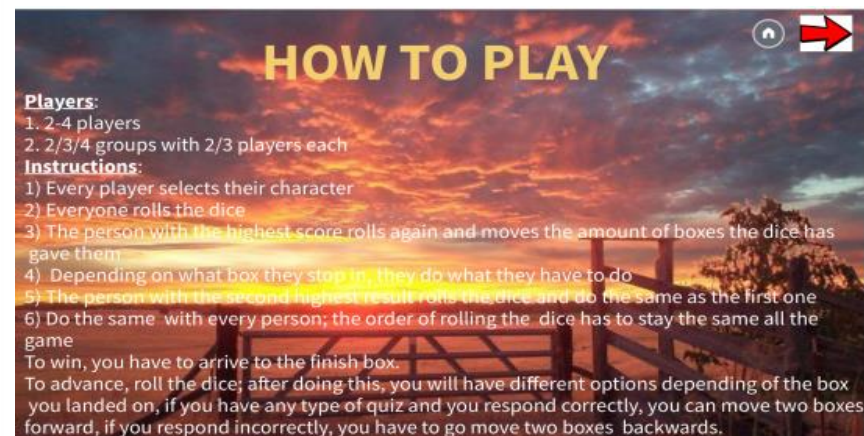 HOW TO PLAY
Players:
1. 2-4 players
2. 2/3/4 groups with 2/3 players each
Instructions:
1) Every player selects their character
2) Everyone rolls the dice
3) The person with the highest score rolls again and moves the amount of boxes the dice has
gave them
4) Depending on what box they stop in, they do what they have to do
5) The person with the second highest result rolls the dice and do the same as the first one
6) Do the same with every person; the order of rolling the dice has to stay the same all the
game
To win, you have to arrive to the finish box.
To advance, roll the dice; after doing this, you will have different options depending of the box
you landed on, if you have any type of quiz and you respond correctly, you can move two boxes
forward, if you respond incorrectly, you have to go move two boxes backwards.